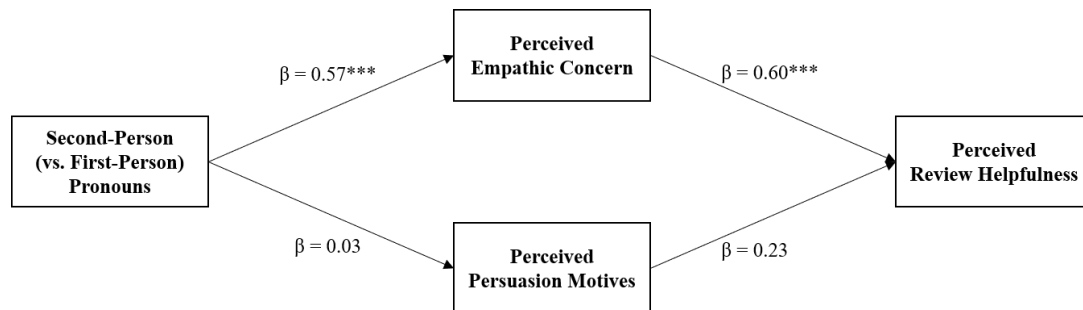 Perceived
Empathic Concern
β = 0.57***
β = 0.60***
Second-Person
(vs. First-Person)
Pronouns
Perceived
Review Helpfulness
β = 0.03
β = 0.23
Perceived
Persuasion Motives